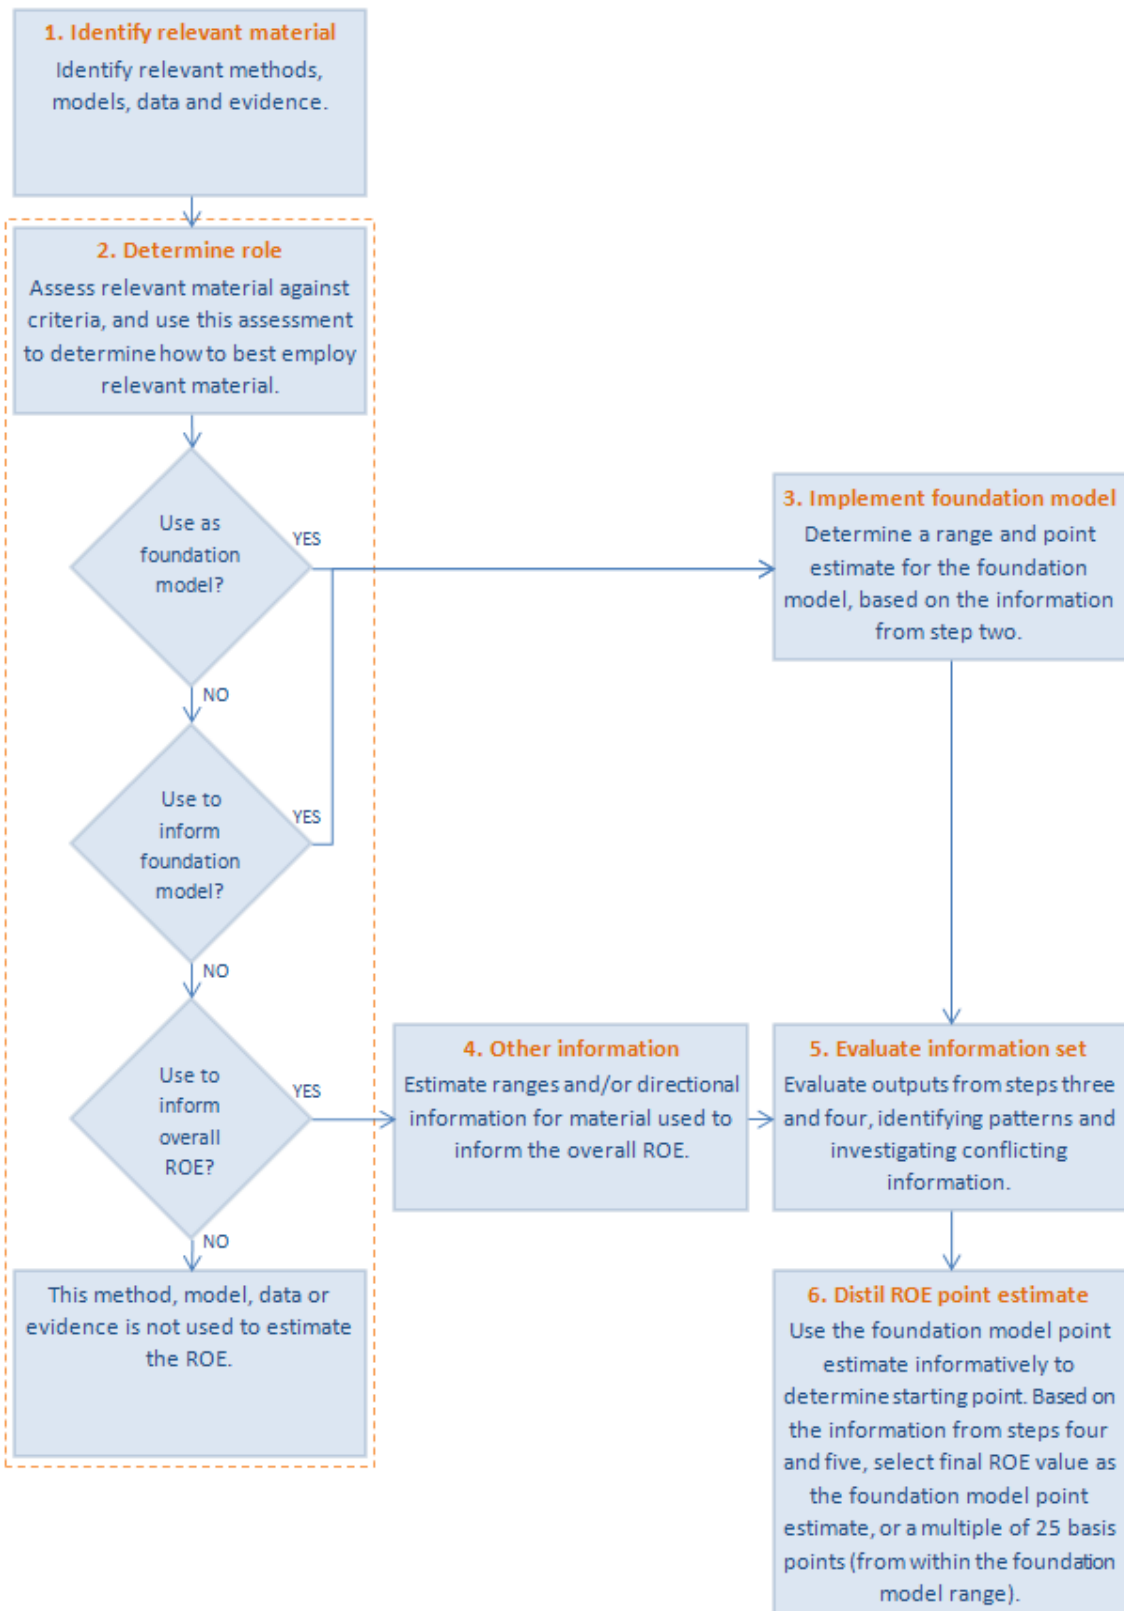 1. Identify relevant material
Identify relevant methods,
models, data and evidence.
2. Determine role
Assess relevant material against
criteria, and use this assessment
to determine how to best employ
relevant material.
Use as
foundation
model?
YES
NO
3. Implement foundation model
Determine a range and point
estimate for the foundation
model, based on the information
from step two.
Use to
inform
foundation
model?
YES
NO
Use to
inform
overall
ROE?
YES
NO
4. Other information
Estimate ranges and/or directional
information for material used to
inform the overall ROE.
5. Evaluate information set
Evaluate outputs from steps three
and four, identifying patterns and
investigating conflicting
information.
This method, model, data or
evidence is not used to estimate
the ROE.
6. Distil ROE point estimate
Use the foundation model point
estimate informatively to
determine starting point. Based on
the information from steps four
and five, select final ROE value as
the foundation model point
estimate, or a multiple of 25 basis
points (from within the foundation
model range).